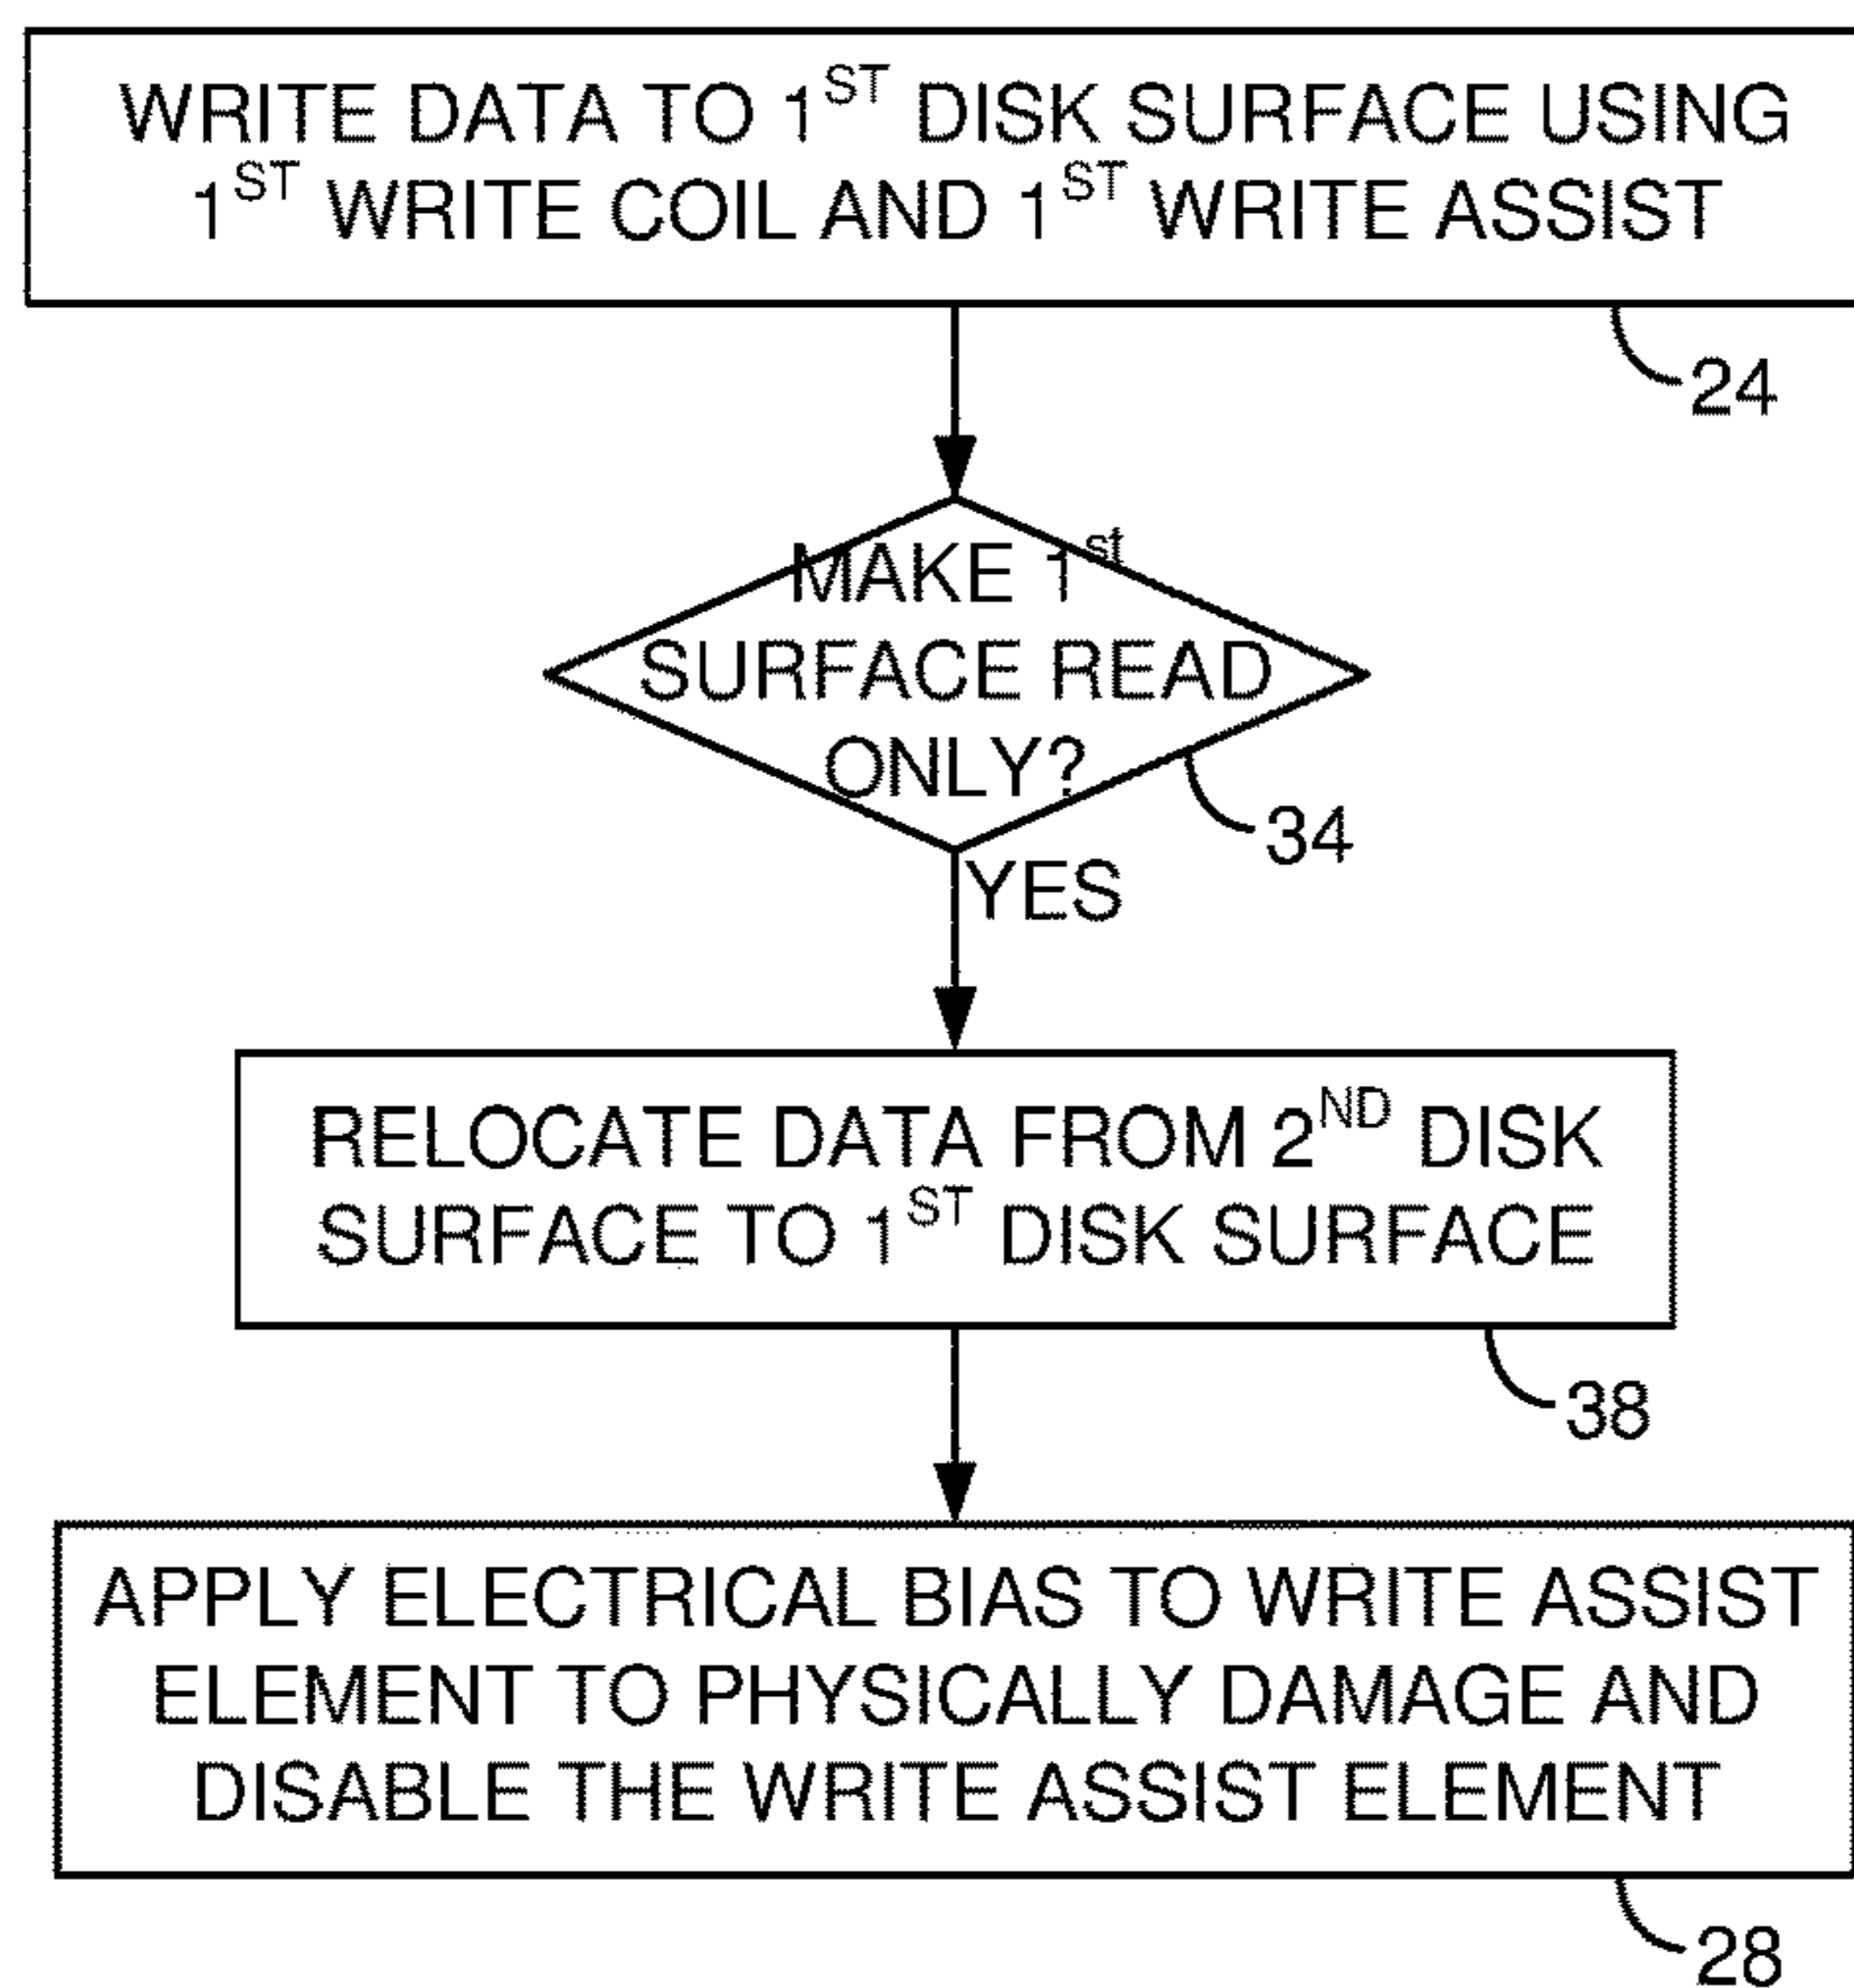 WRITE DATA TO 1ST DISK SURFACE USING
1ST WRITE COIL AND 1ST WRITE ASSIST
24
MAKE 1st
SURFACE READ
ONLY?
34
YES
RELOCATE DATA FROM 2ND DISK
SURFACE TO 1ST DISK SURFACE
38
APPLY ELECTRICAL BIAS TO WRITE ASSIST
ELEMENT TO PHYSICALLY DAMAGE AND
DISABLE THE WRITE ASSIST ELEMENT
28